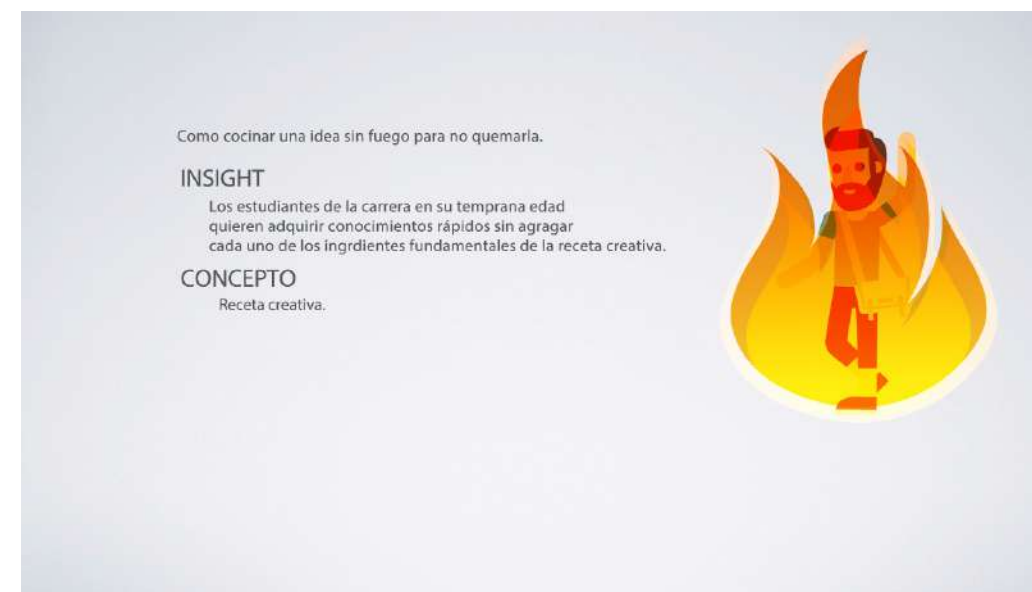 Como cocinar una idea sin fuego para no quemarla.
INSIGHT
Los estudiantes de la carrera en su temprana edad
quieren adquirir conocimientos rápidos sin agragar
cada uno de los ingrdientes fundamentales de la receta creativa.
CONCEPTO
Receta creativa.